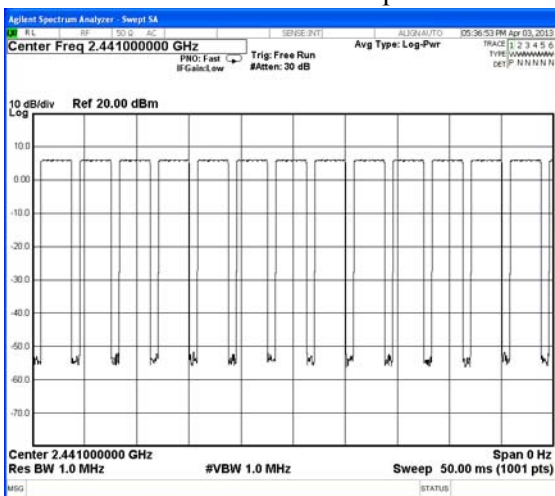 Agilent Spectrum Analyzer - Swept SA
RL RF 50 Ω AC SENSE:INT ALIGNAUTO 05:36:53 PM Apr 03, 2013
Center Freq 2.441000000 GHz
PNO: Fast
IFGain:Low
Trig: Free Run
#Atten: 30 dB
Avg Type: Log-Pwr
TRACE 1 2 3 4 5 6
TYPE
DET P N N N N N
10 dB/div Ref 20.00 dBm
Log
10.0
0.00
-10.0
-20.0
-30.0
-40.0
-50.0
-60.0
-70.0
Center 2.441000000 GHz Span 0 Hz
Res BW 1.0 MHz #VBW 1.0 MHz Sweep 50.00 ms (1001 pts)
MSG STATUS